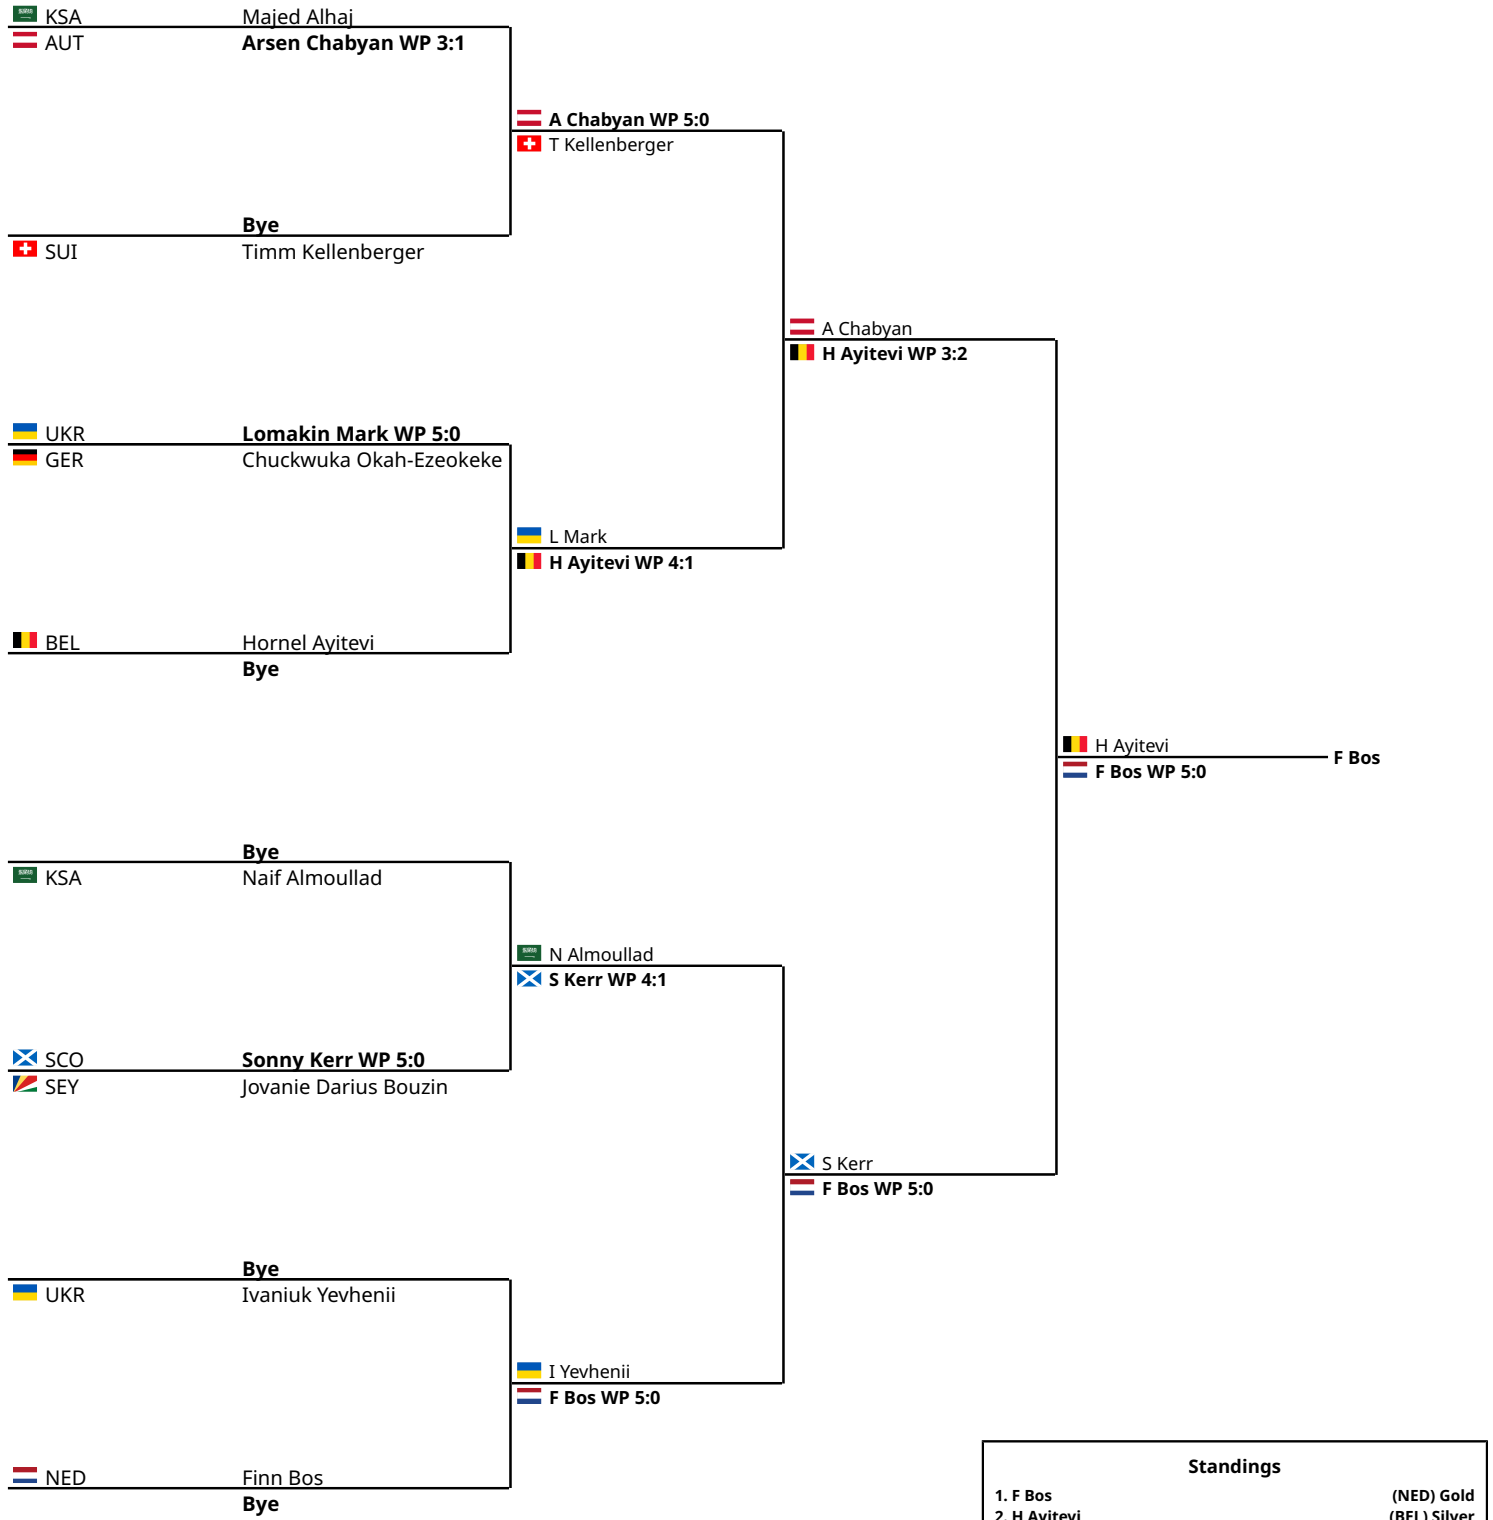 KSA Majed Alhaj
AUT Arsen Chabyan WP 3:1
A Chabyan WP 5:0
T Kellenberger
Bye
SUI Timm Kellenberger
A Chabyan
H Ayitevi WP 3:2
UKR Lomakin Mark WP 5:0
GER Chuckwuka Okah-Ezeokeke
L Mark
H Ayitevi WP 4:1
BEL Hornel Ayitevi
Bye
H Ayitevi
F Bos WP 5:0
F Bos
Bye
KSA Naif Almoullad
N Almoullad
S Kerr WP 4:1
SCO Sonny Kerr WP 5:0
SEY Jovanie Darius Bouzin
S Kerr
F Bos WP 5:0
Bye
UKR Ivaniuk Yevhenii
I Yevhenii
F Bos WP 5:0
NED Finn Bos
Bye
Standings
1. F Bos (NED) Gold
2. H Ayitevi (BEL) Silver